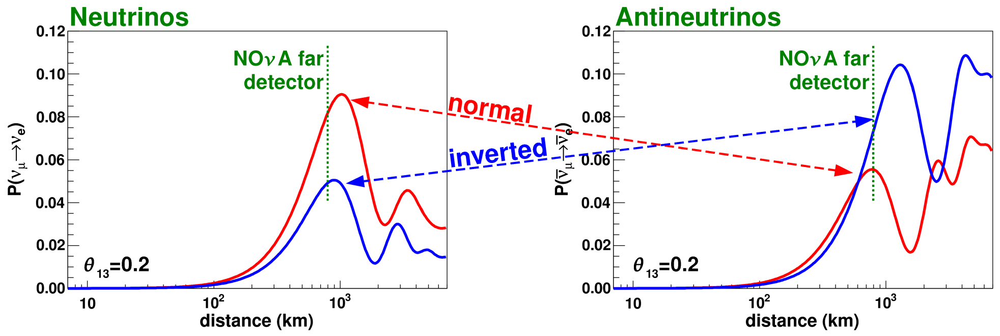 Neutrinos
0.12
0.10
0.08
0.06
0.04
0.02
0.00
P(νμ→νe)
NOνA far
detector
θ13=0.2
10
10²
10³
distance (km)
normal
inverted
Antineutrinos
0.12
0.10
0.08
0.06
0.04
0.02
0.00
P(ν̅μ→ν̅e)
NOνA far
detector
θ13=0.2
10
10²
10³
distance (km)